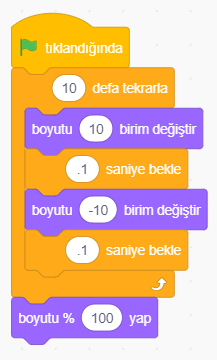 tıklandığında
10 defa tekrarla
boyutu 10 birim değiştir
.1 saniye bekle
boyutu -10 birim değiştir
.1 saniye bekle
boyutu % 100 yap